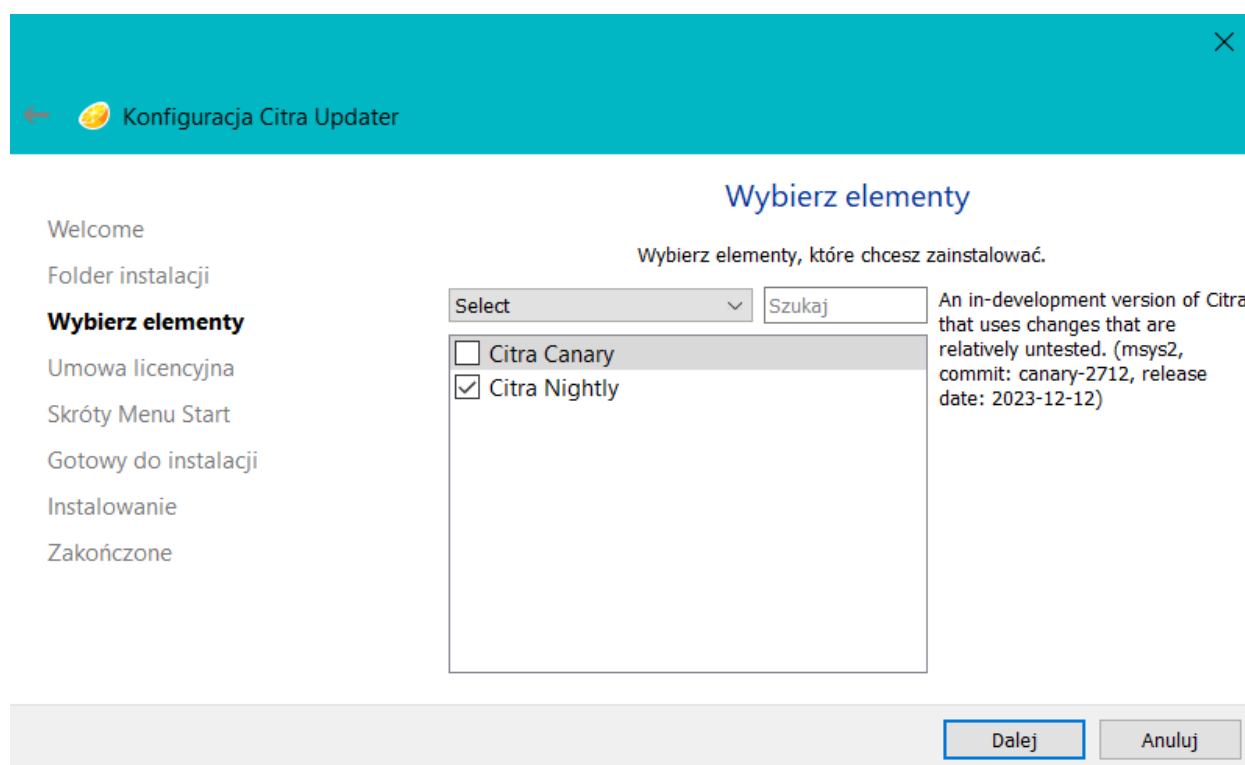 Konfiguracja Citra Updater
Welcome
Folder instalacji
Wybierz elementy
Umowa licencyjna
Skróty Menu Start
Gotowy do instalacji
Instalowanie
Zakończone
Wybierz elementy
Wybierz elementy, które chcesz zainstalować.
Select
Szukaj
Citra Canary
Citra Nightly
An in-development version of Citra
that uses changes that are
relatively untested. (msys2,
commit: canary-2712, release
date: 2023-12-12)
Dalej
Anuluj